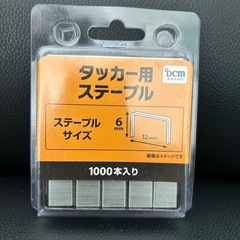 dcm
BRAND
タッカー用
ステープル
ステープル
サイズ
6
mm
12mm
※画像はイメージです
1000本入り